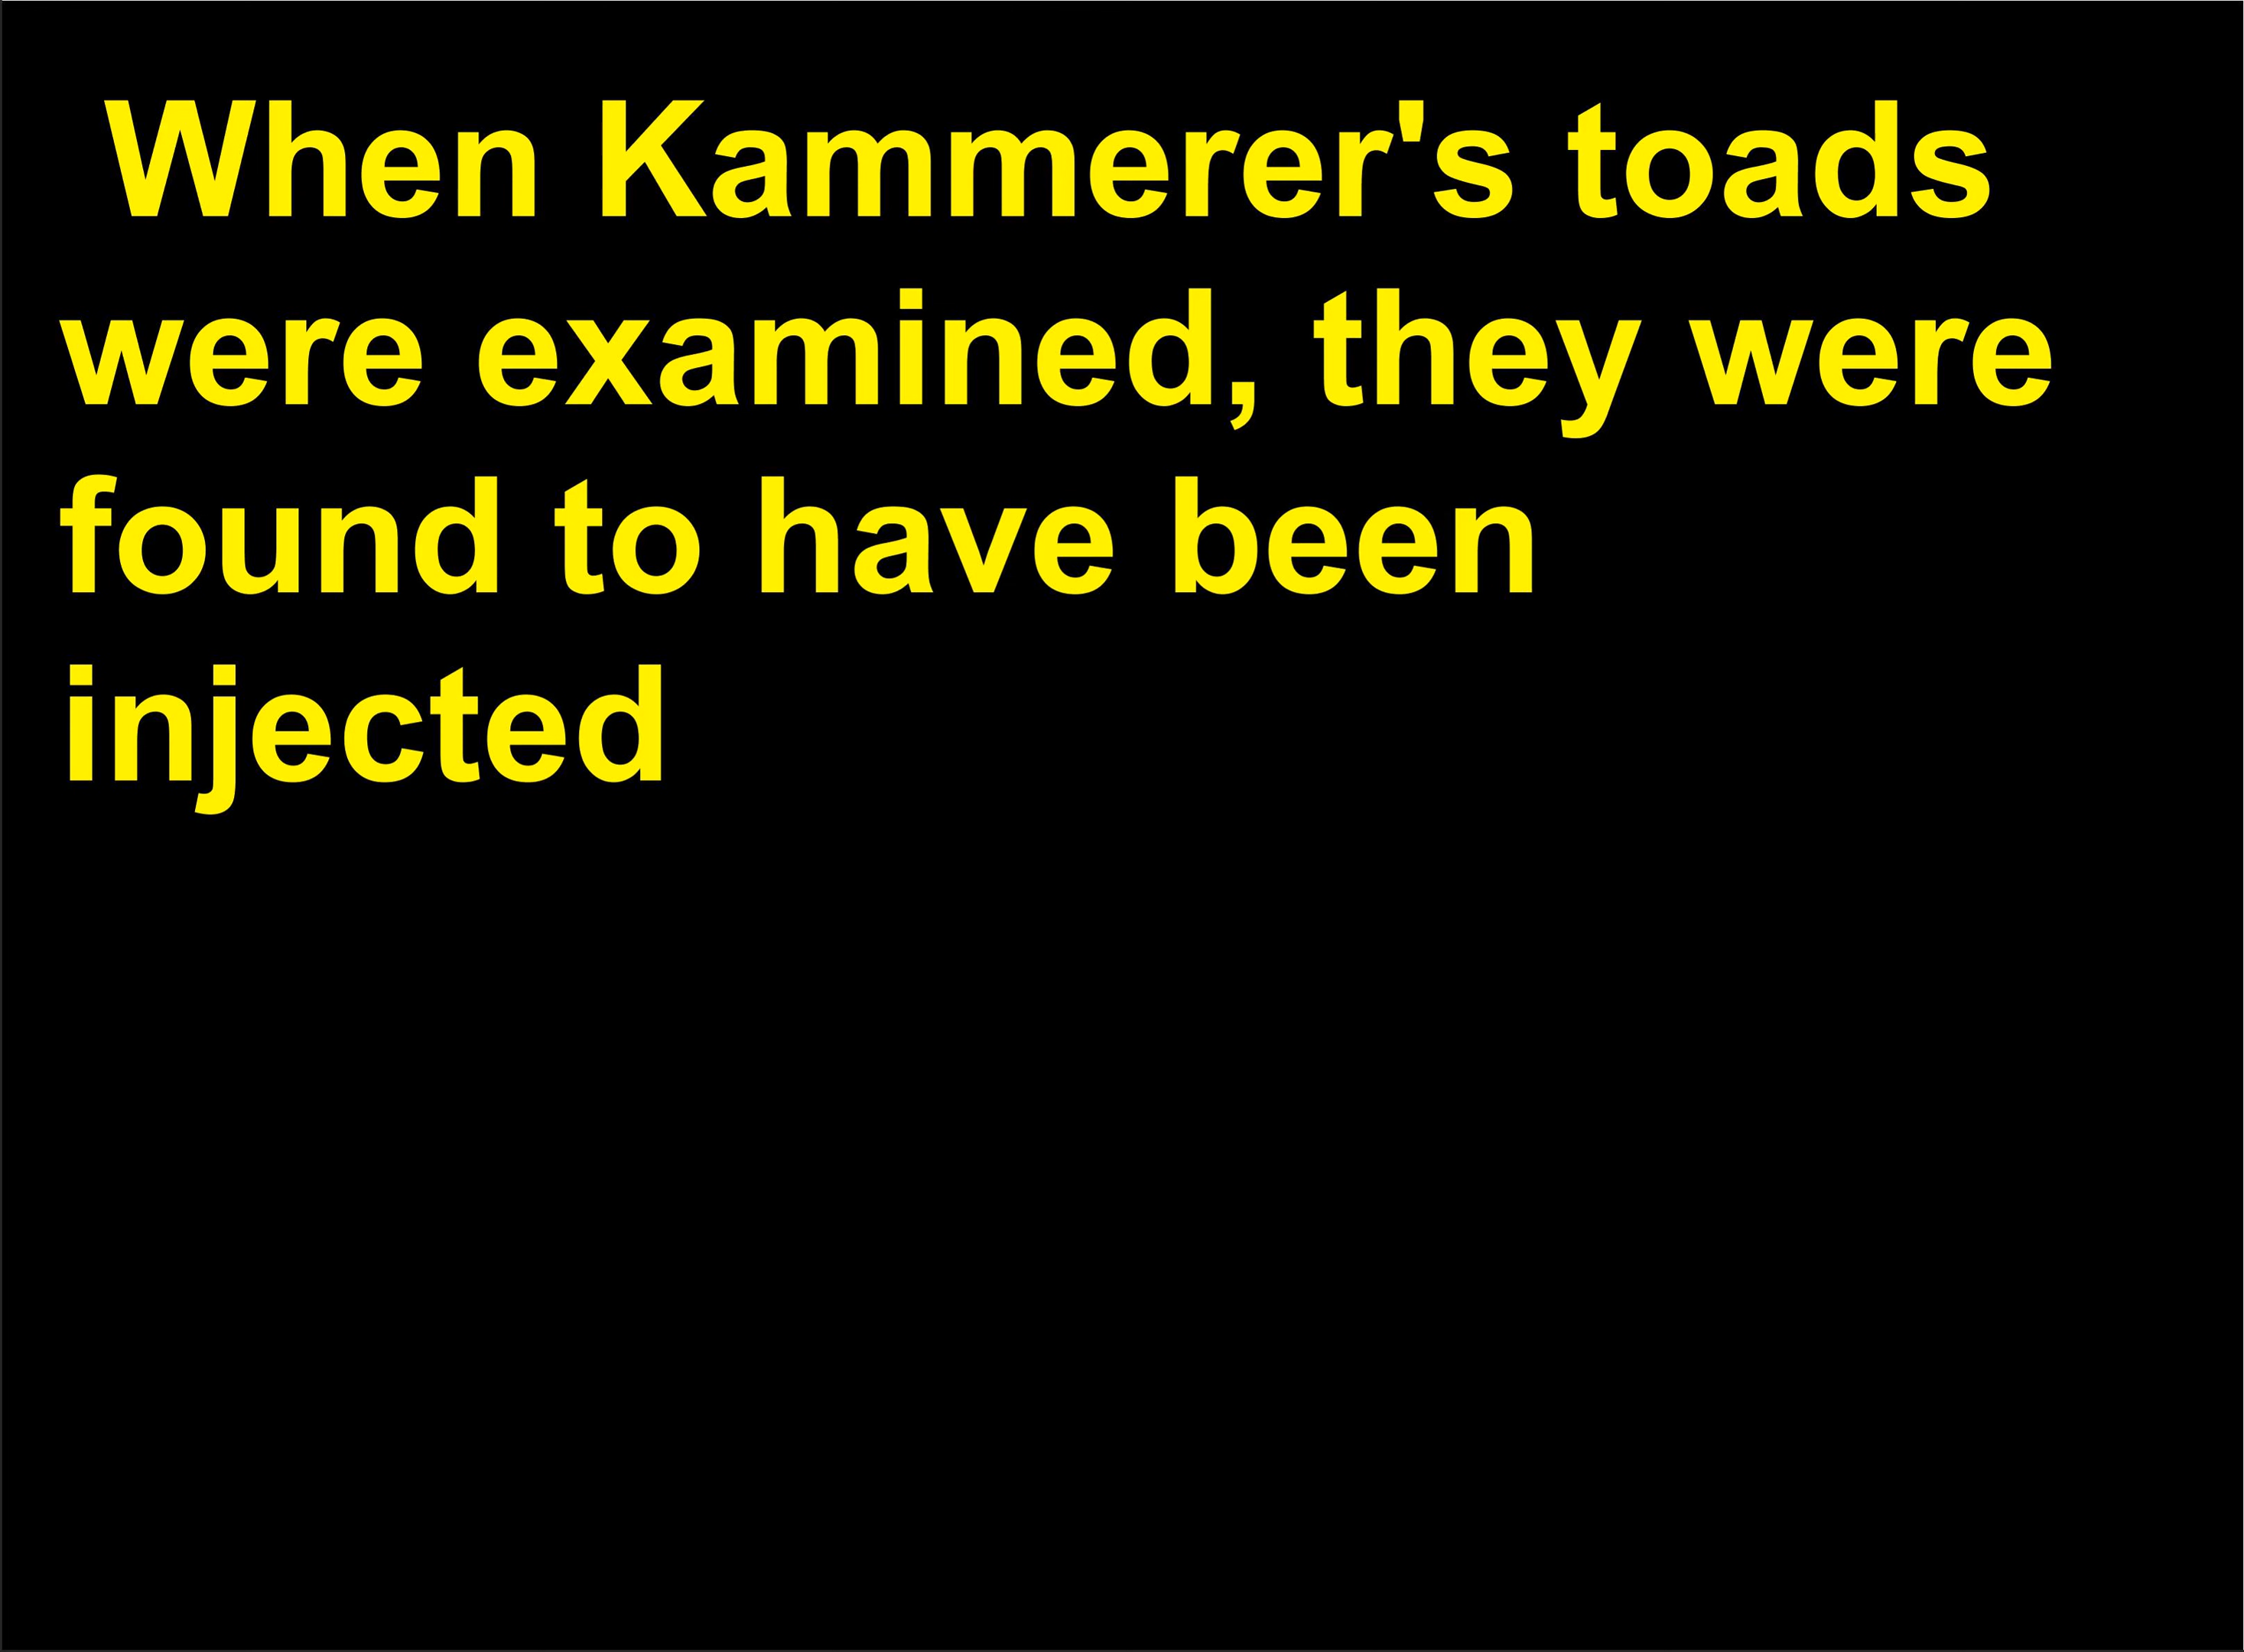 When Kammerer's toads
were examined, they were
found to have been
injected